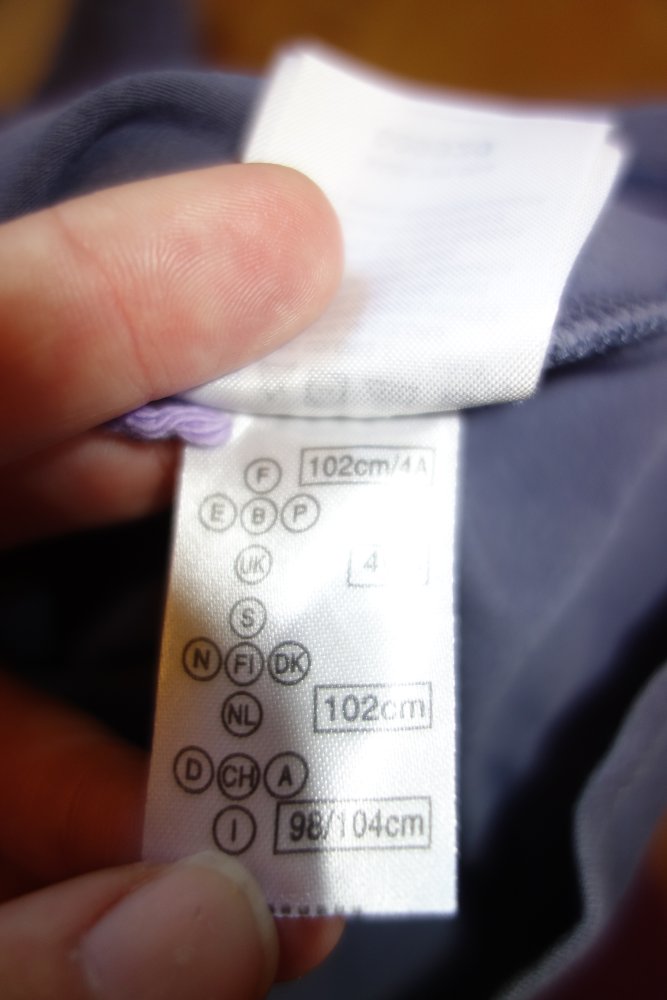 F 102cm/4A
E B P
UK 4
S
N FI DK
NL 102cm
D CH A
I 98/104cm